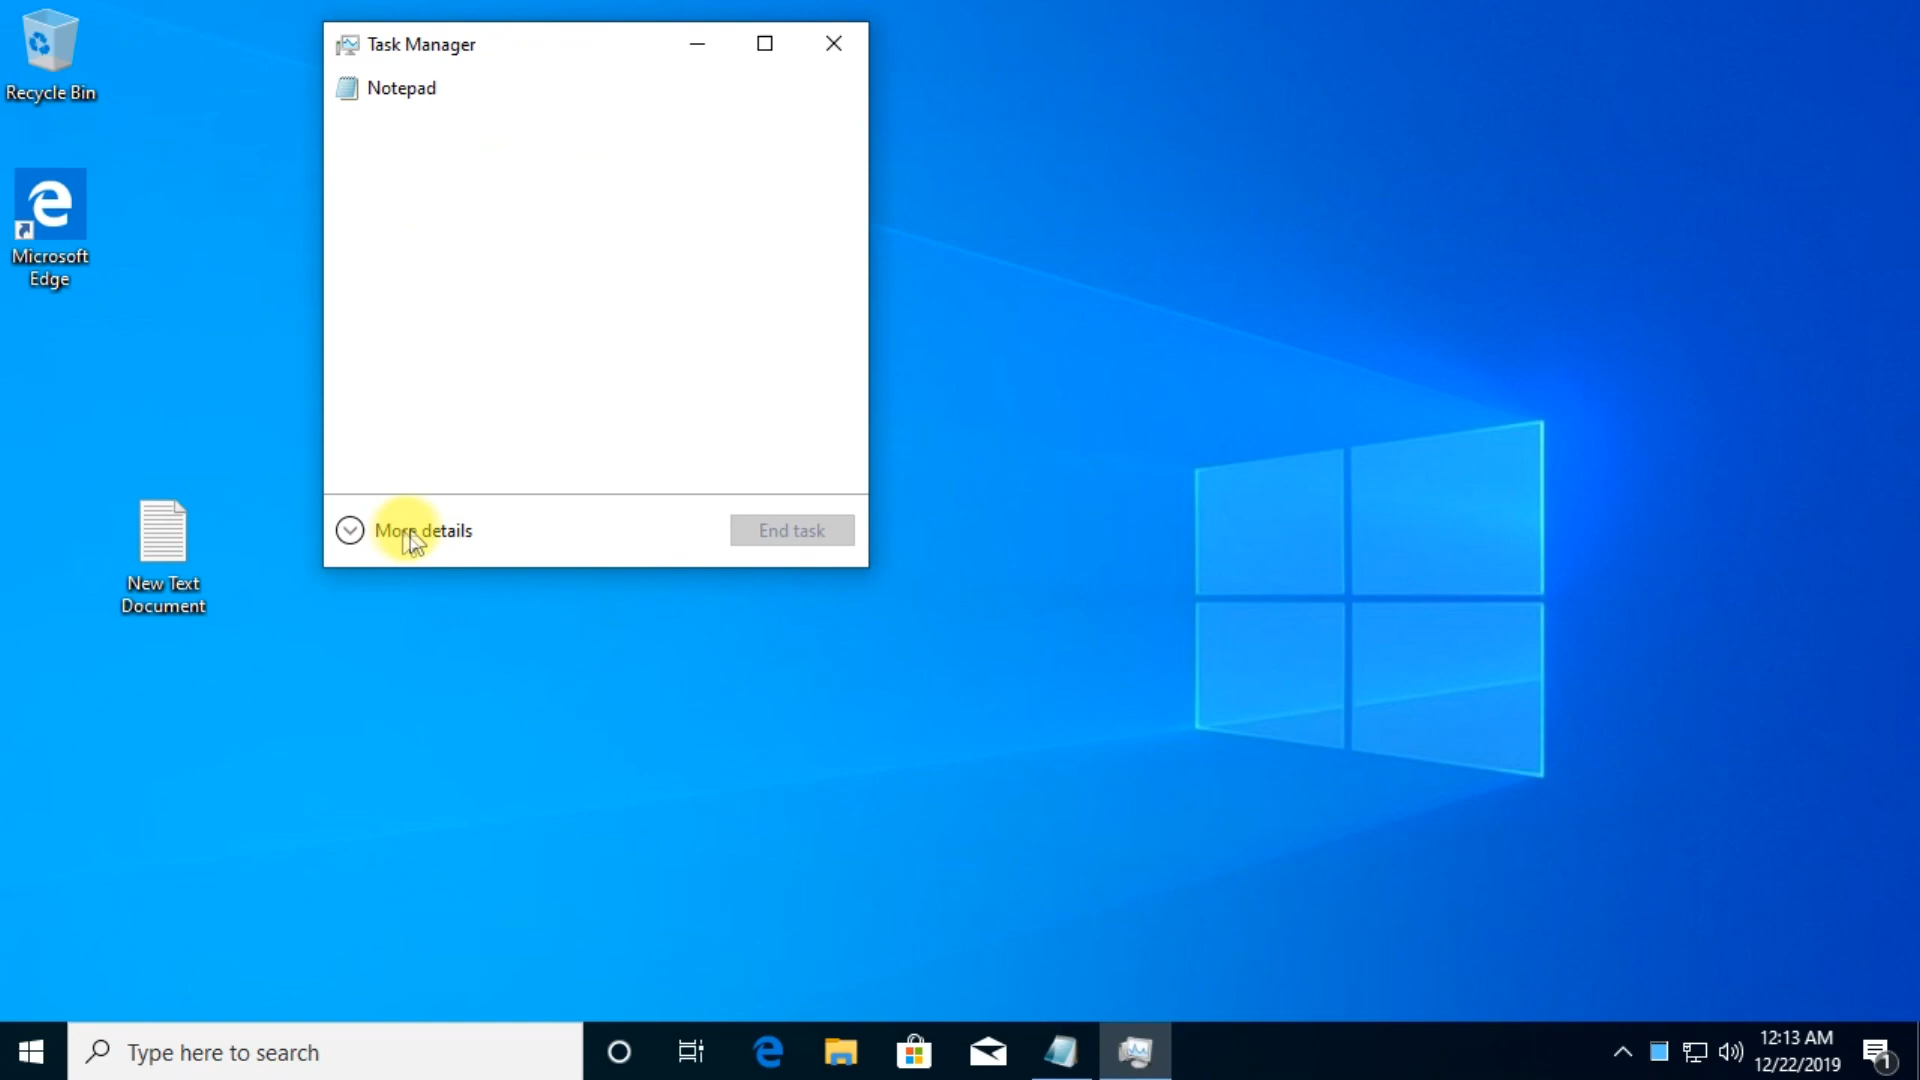 Recycle Bin
Microsoft
Edge
New Text
Document
Task Manager
Notepad
More details
End task
Type here to search
12:13 AM
12/22/2019
1